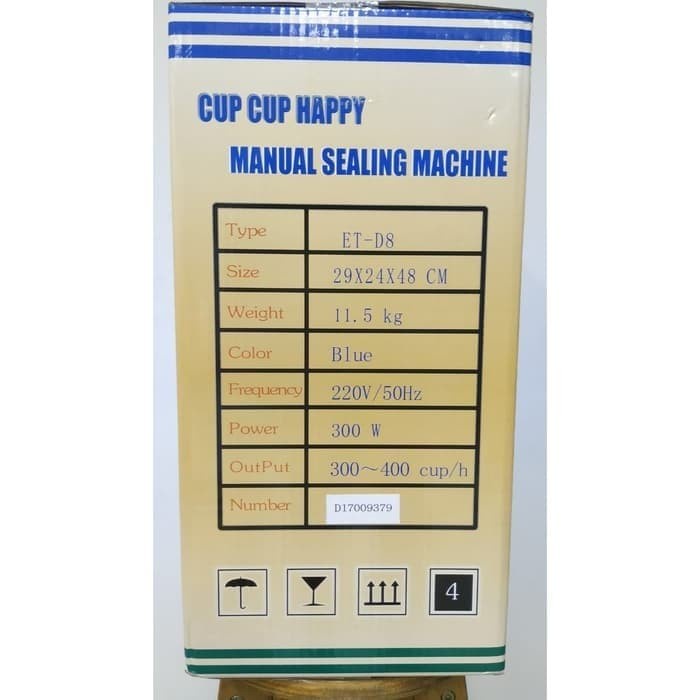 CUP CUP HAPPY
MANUAL SEALING MACHINE
Type ET-D8
Size 29X24X48 CM
Weight 11.5 kg
Color Blue
Frequency 220V/50Hz
Power 300 W
OutPut 300～400 cup/h
Number D17009379
4